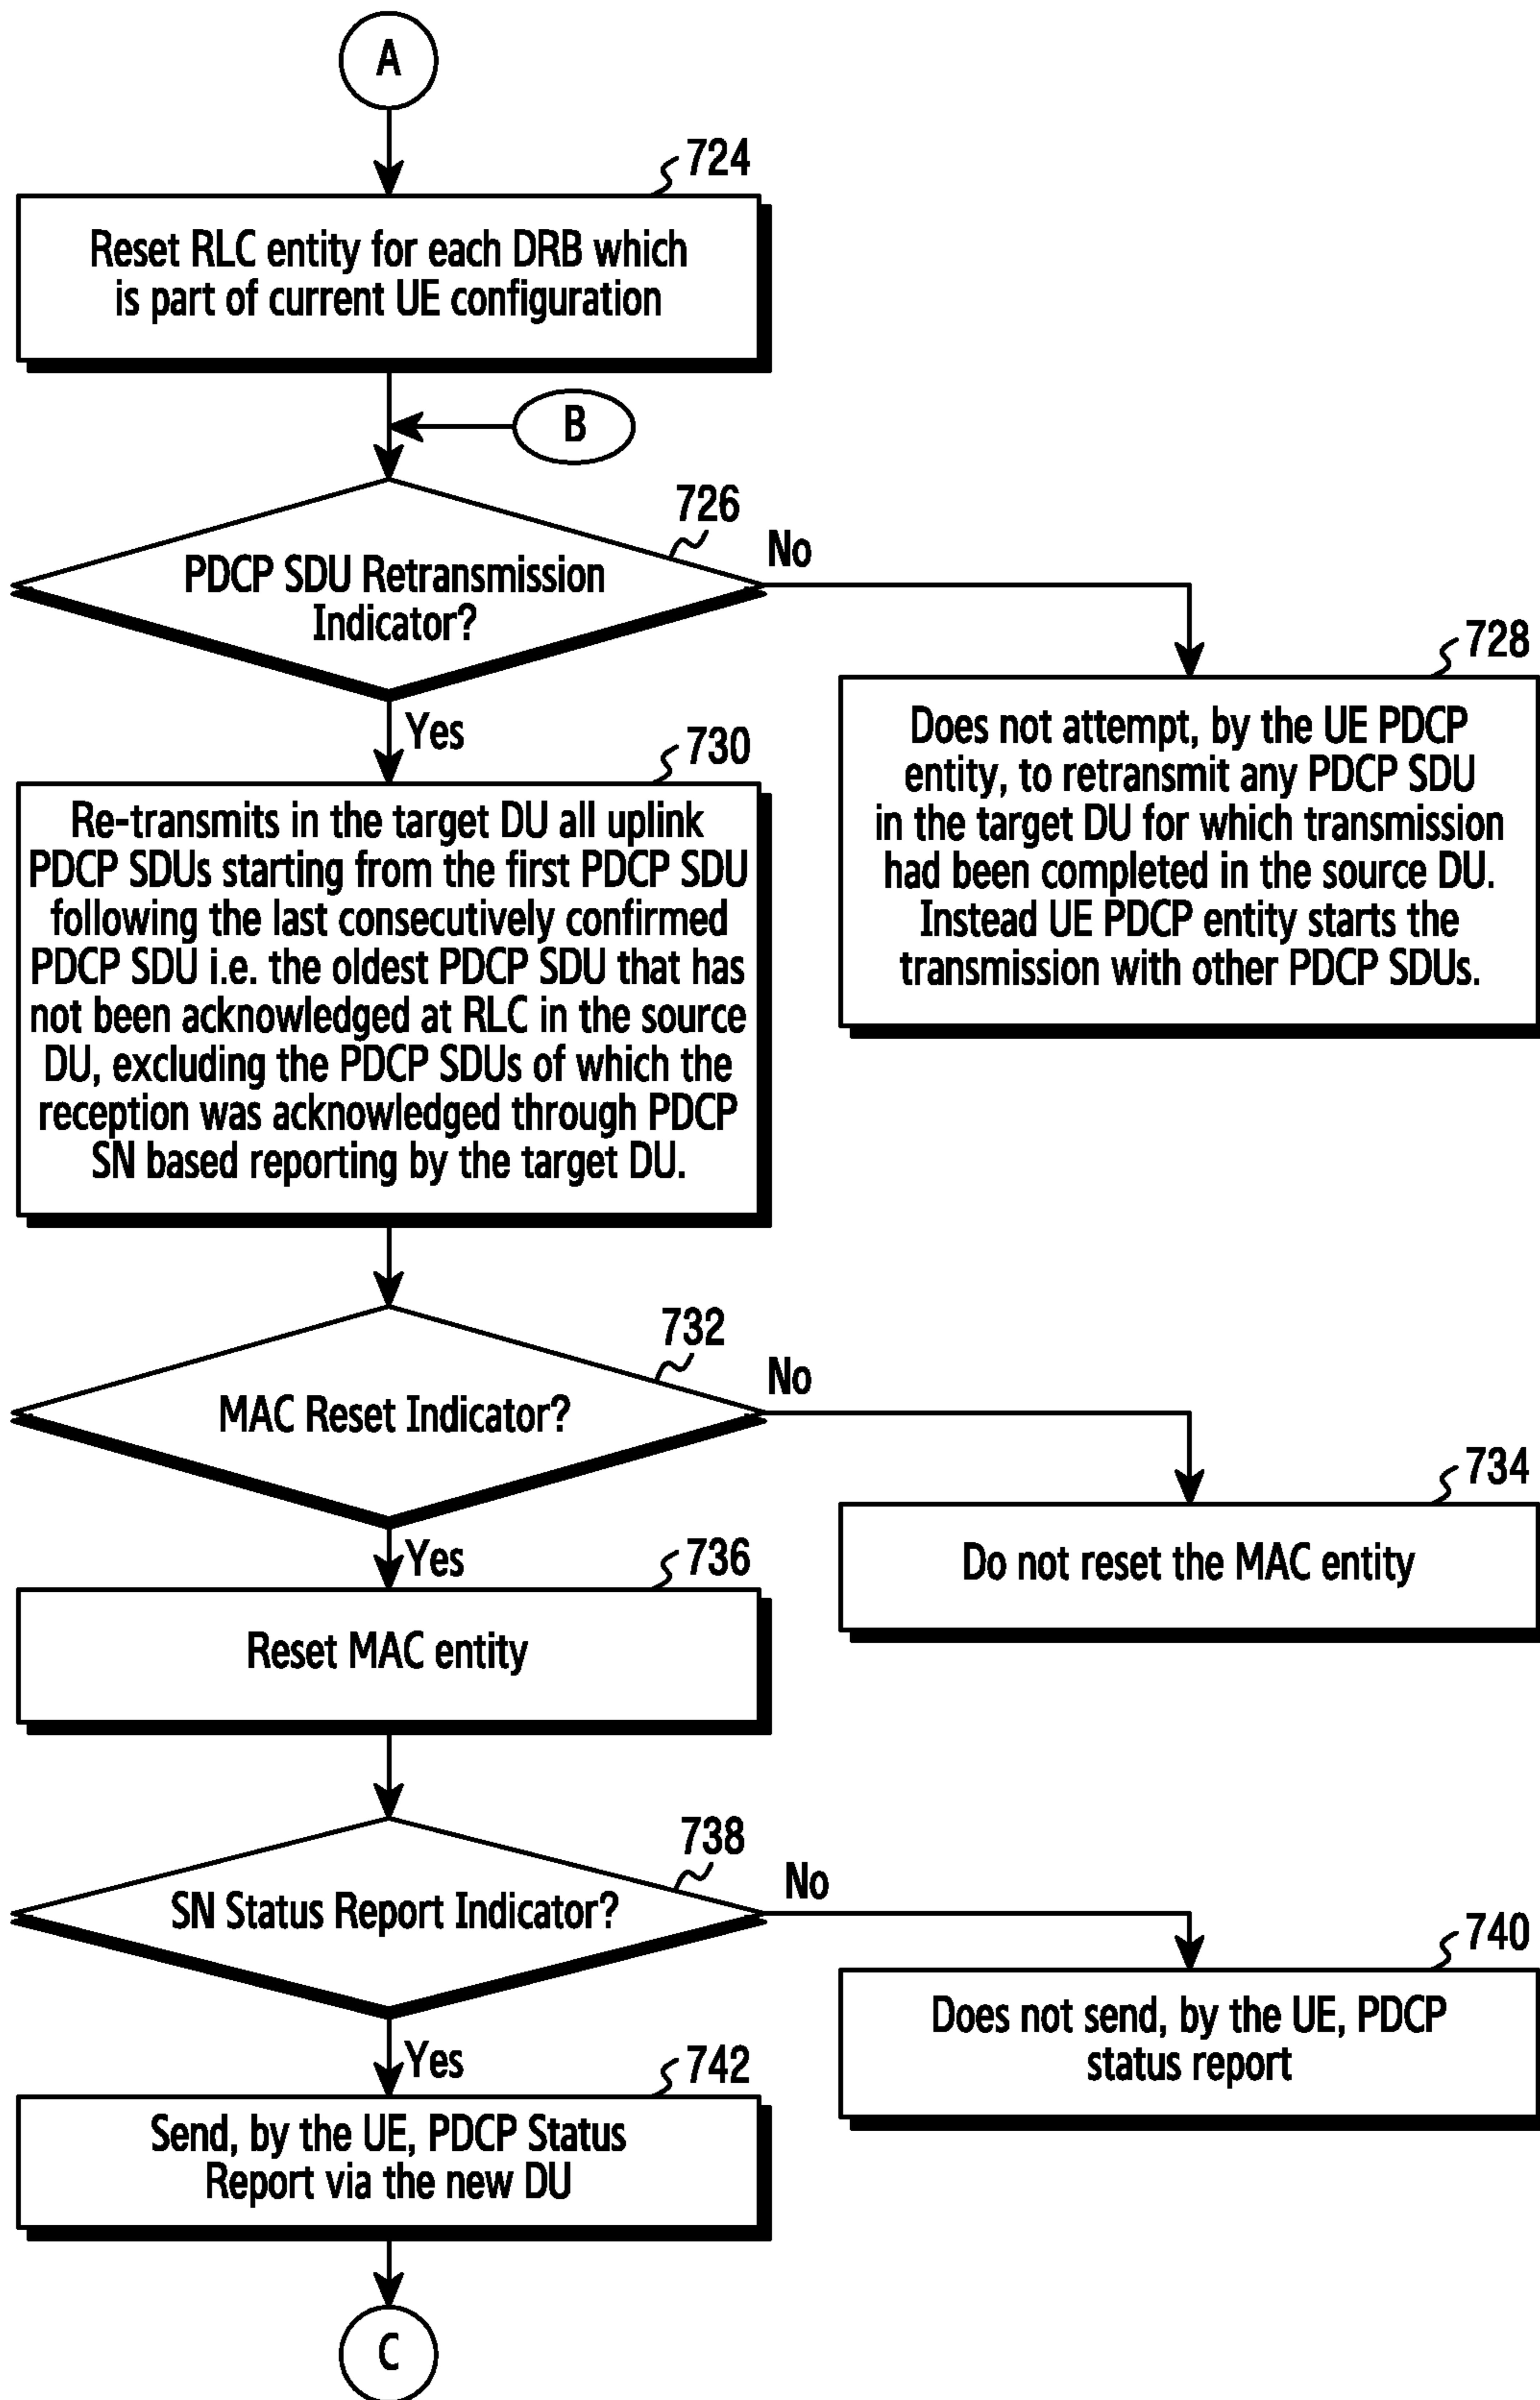 A
724
Reset RLC entity for each DRB which
is part of current UE configuration
B
726
PDCP SDU Retransmission
Indicator?
No
Yes
728
Does not attempt, by the UE PDCP
entity, to retransmit any PDCP SDU
in the target DU for which transmission
had been completed in the source DU.
Instead UE PDCP entity starts the
transmission with other PDCP SDUs.
730
Re-transmits in the target DU all uplink
PDCP SDUs starting from the first PDCP SDU
following the last consecutively confirmed
PDCP SDU i.e. the oldest PDCP SDU that has
not been acknowledged at RLC in the source
DU, excluding the PDCP SDUs of which the
reception was acknowledged through PDCP
SN based reporting by the target DU.
732
MAC Reset Indicator?
No
Yes
734
Do not reset the MAC entity
736
Reset MAC entity
738
SN Status Report Indicator?
No
Yes
740
Does not send, by the UE, PDCP
status report
742
Send, by the UE, PDCP Status
Report via the new DU
C